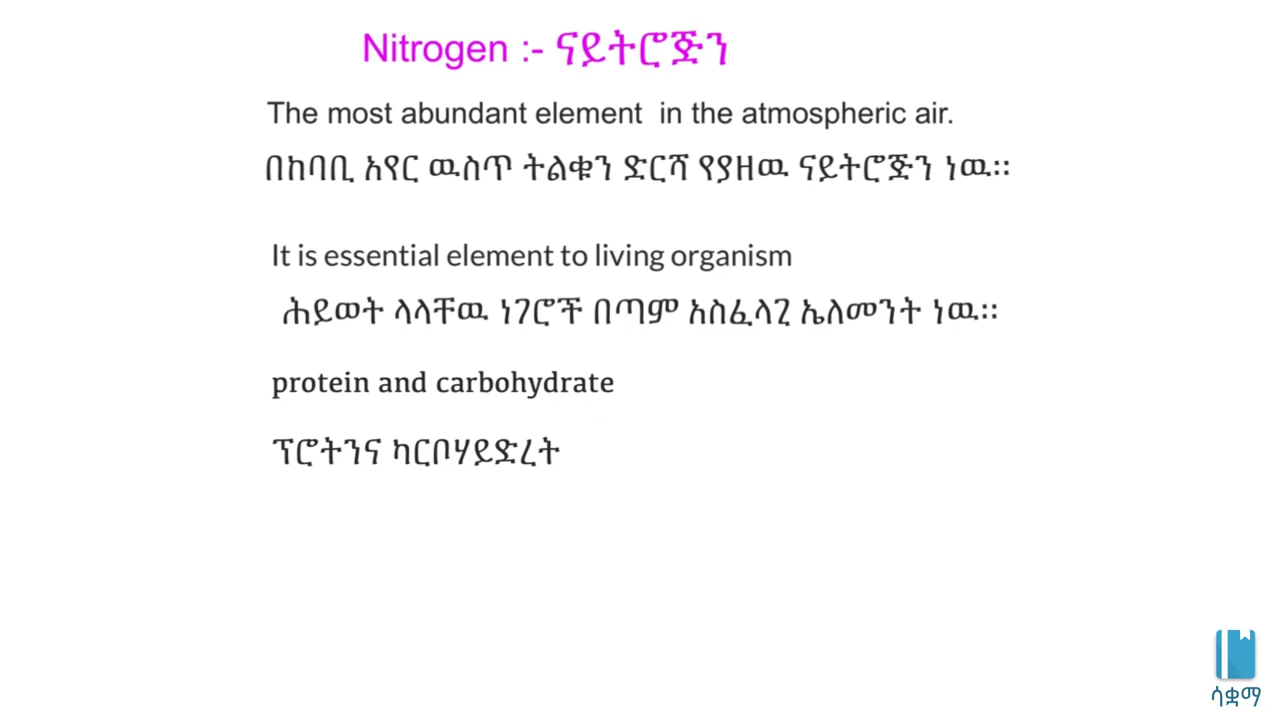 Nitrogen :- ናይትሮጅን
The most abundant element in the atmospheric air.
በከባቢ አየር ዉስጥ ትልቁን ድርሻ የያዘዉ ናይትሮጅን ነዉ፡፡
It is essential element to living organism
ሕይወት ላላቸዉ ነገሮች በጣም አስፈላጊ ኤለመንት ነዉ፡፡
protein and carbohydrate
ፕሮትንና ካርቦሃይድረት
ሳቋማ